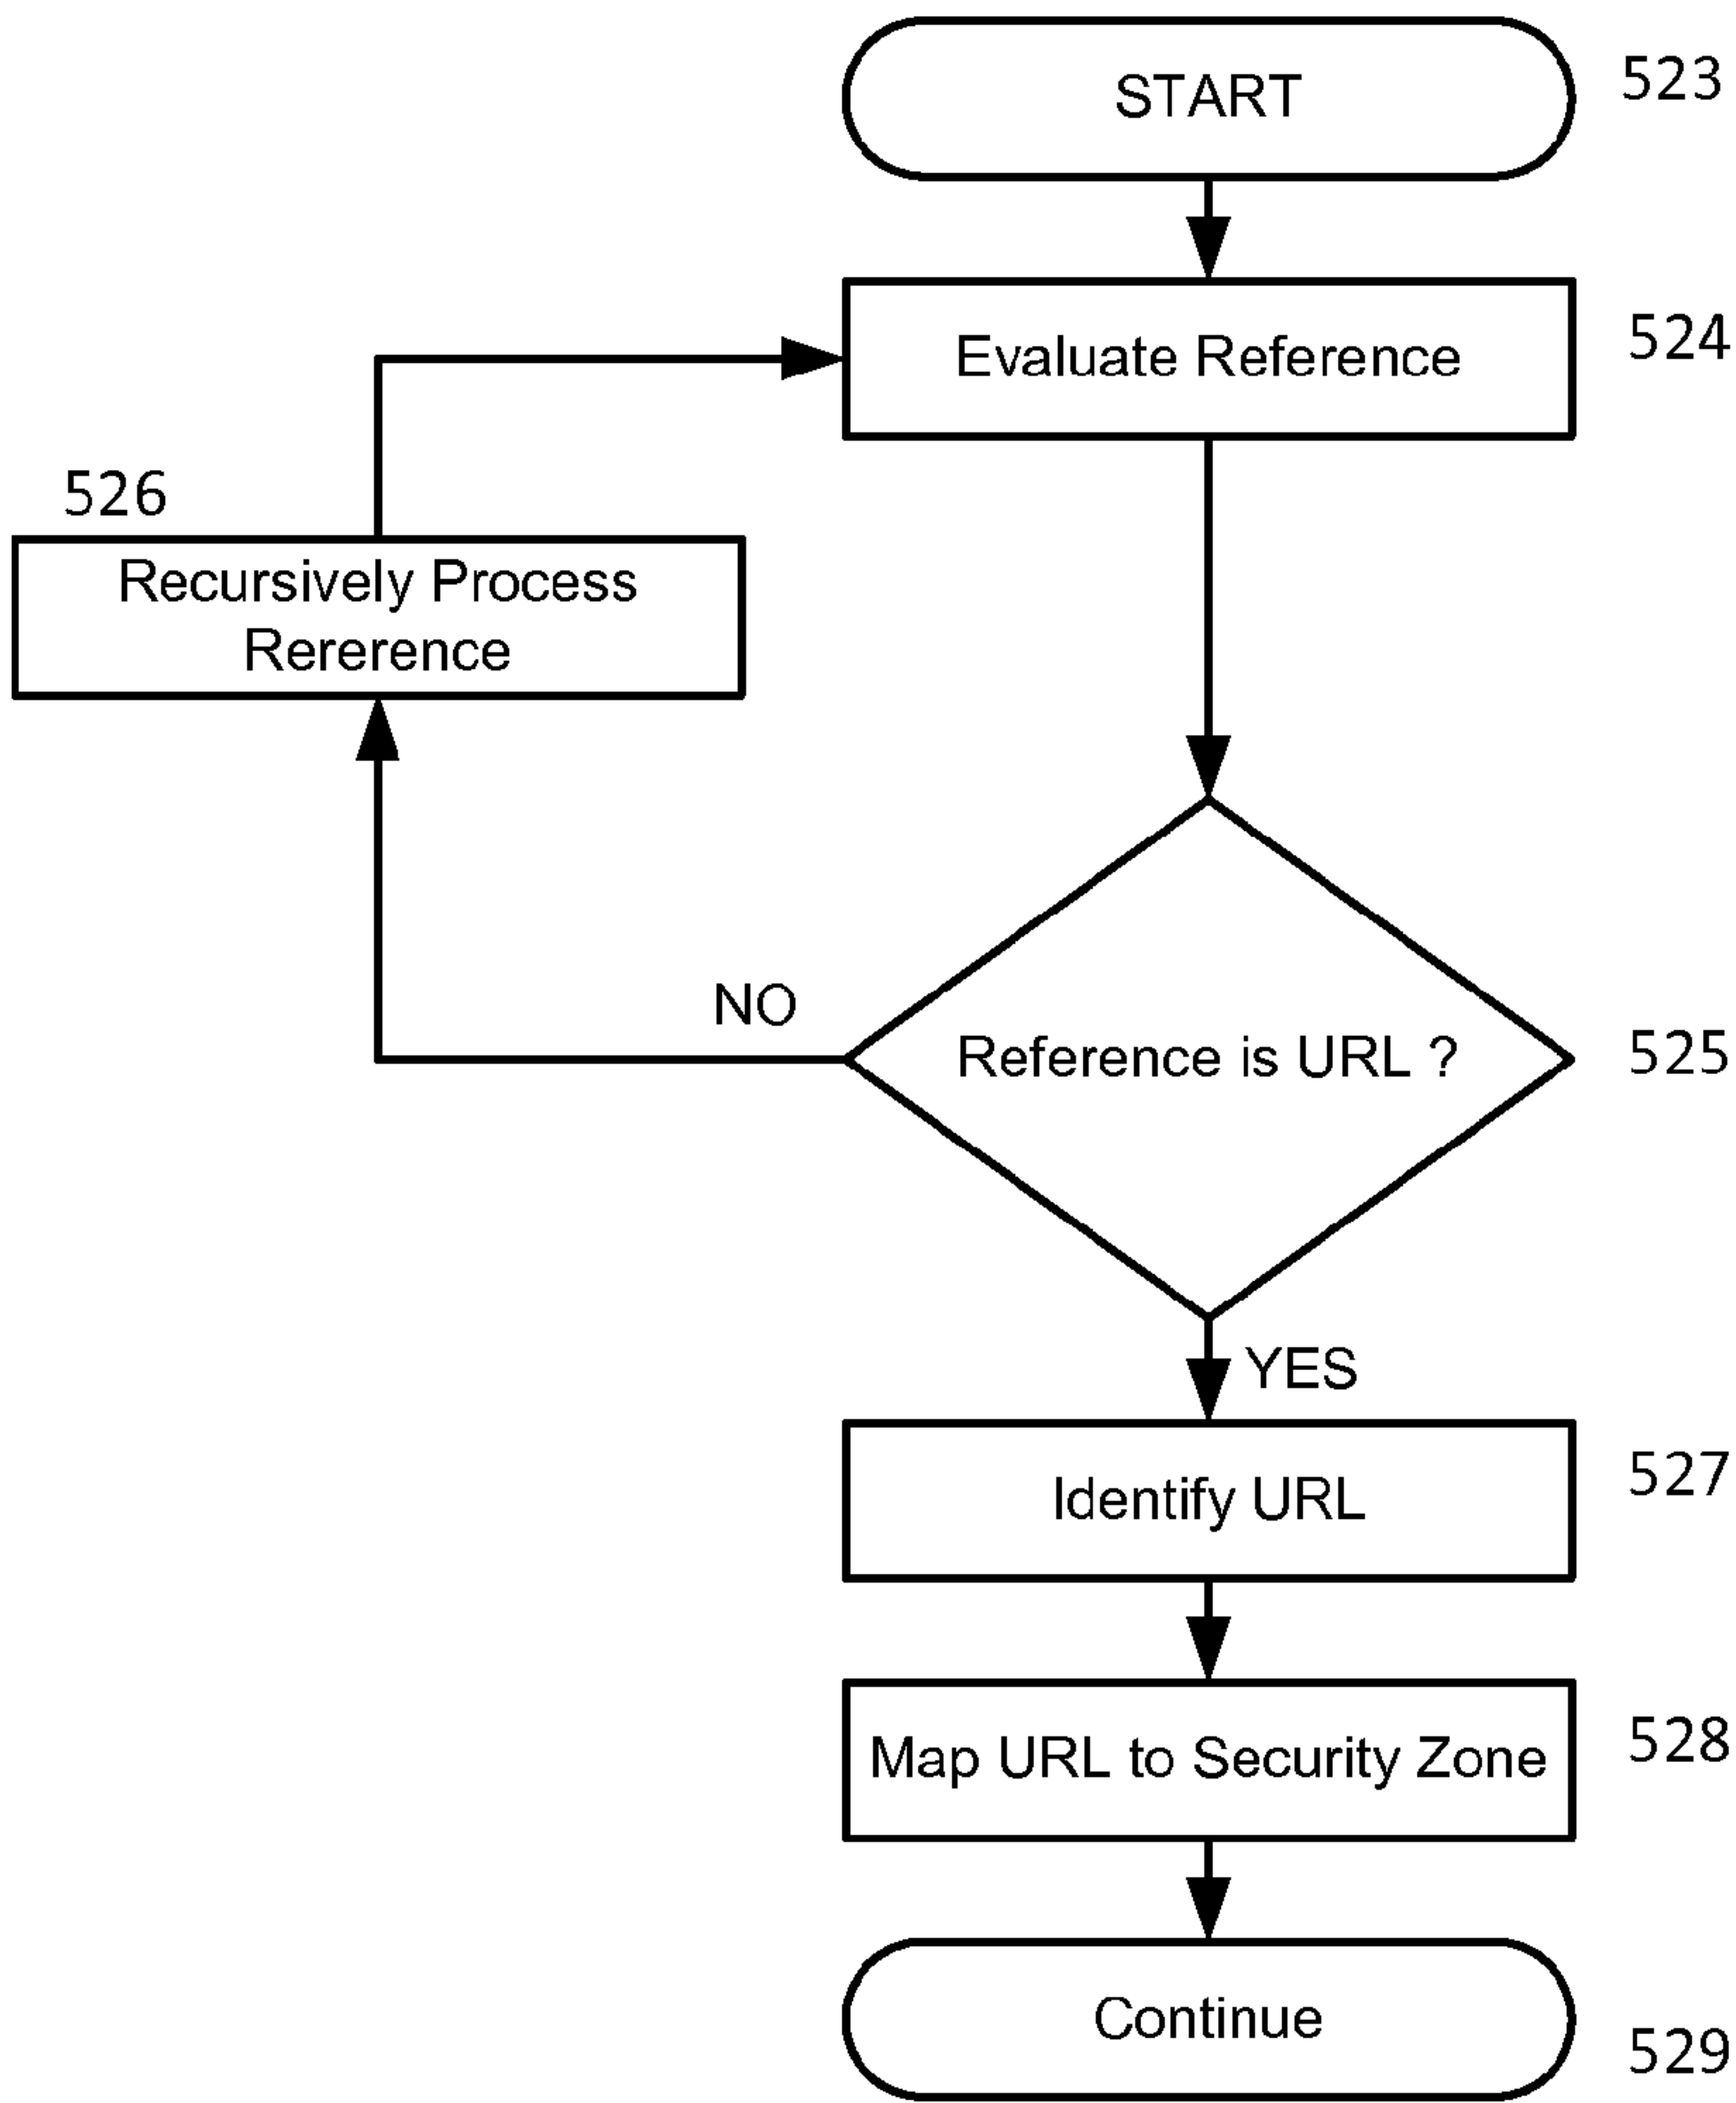 START
523
Evaluate Reference
524
526
Recursively Process
Rererence
NO
Reference is URL ?
525
YES
Identify URL
527
Map URL to Security Zone
528
Continue
529